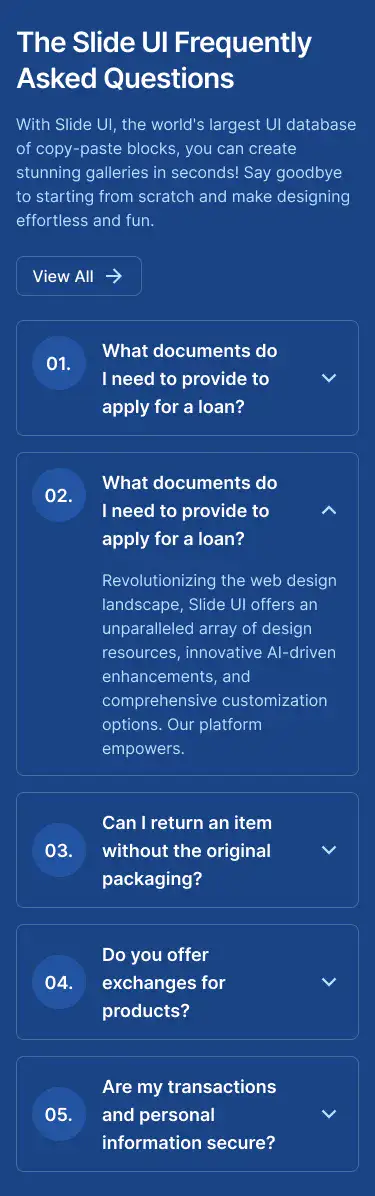 The Slide UI Frequently
Asked Questions
With Slide UI, the world's largest UI database
of copy-paste blocks, you can create
stunning galleries in seconds! Say goodbye
to starting from scratch and make designing
effortless and fun.
View All
01.
What documents do
I need to provide to
apply for a loan?
02.
What documents do
I need to provide to
apply for a loan?
Revolutionizing the web design
landscape, Slide UI offers an
unparalleled array of design
resources, innovative AI-driven
enhancements, and
comprehensive customization
options. Our platform
empowers.
03.
Can I return an item
without the original
packaging?
04.
Do you offer
exchanges for
products?
05.
Are my transactions
and personal
information secure?